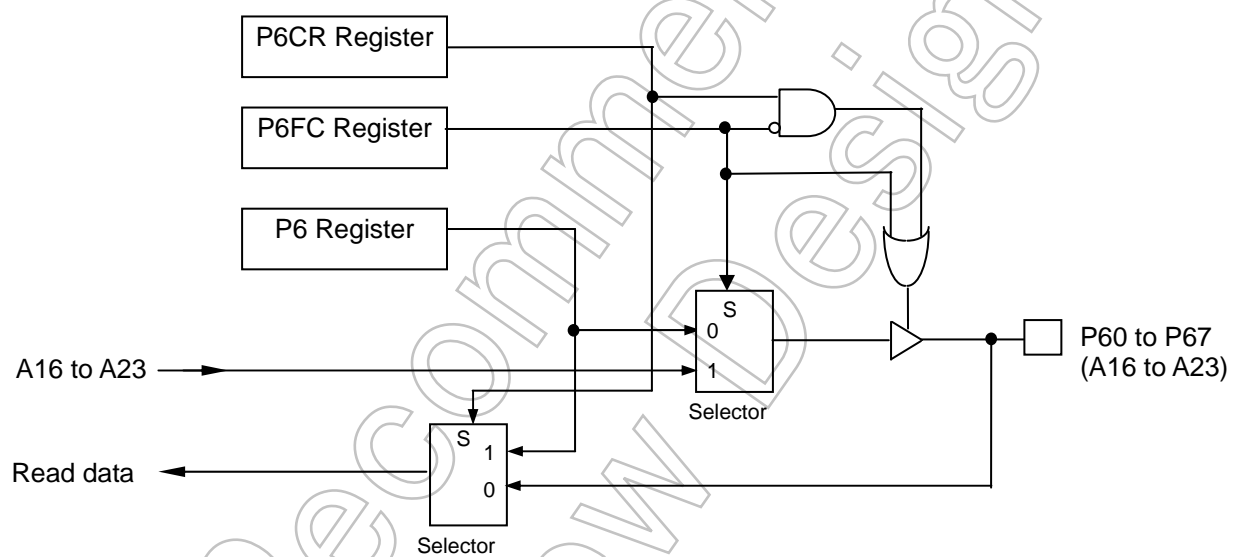 P6CR Register
P6FC Register
P6 Register
S
0
1
Selector
A16 to A23
P60 to P67
(A16 to A23)
S
1
0
Selector
Read data